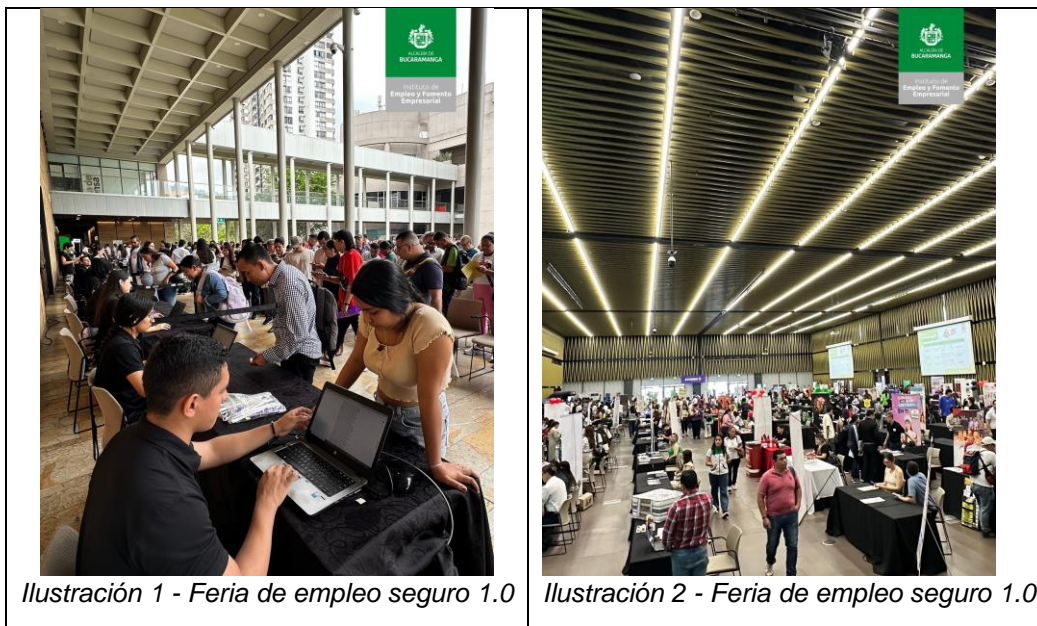 ALCALDÍA DE
BUCARAMANGA
Instituto de
Empleo y Fomento
Empresarial
Ilustración 1 - Feria de empleo seguro 1.0
ALCALDÍA DE
BUCARAMANGA
Instituto de
Empleo y Fomento
Empresarial
Ilustración 2 - Feria de empleo seguro 1.0